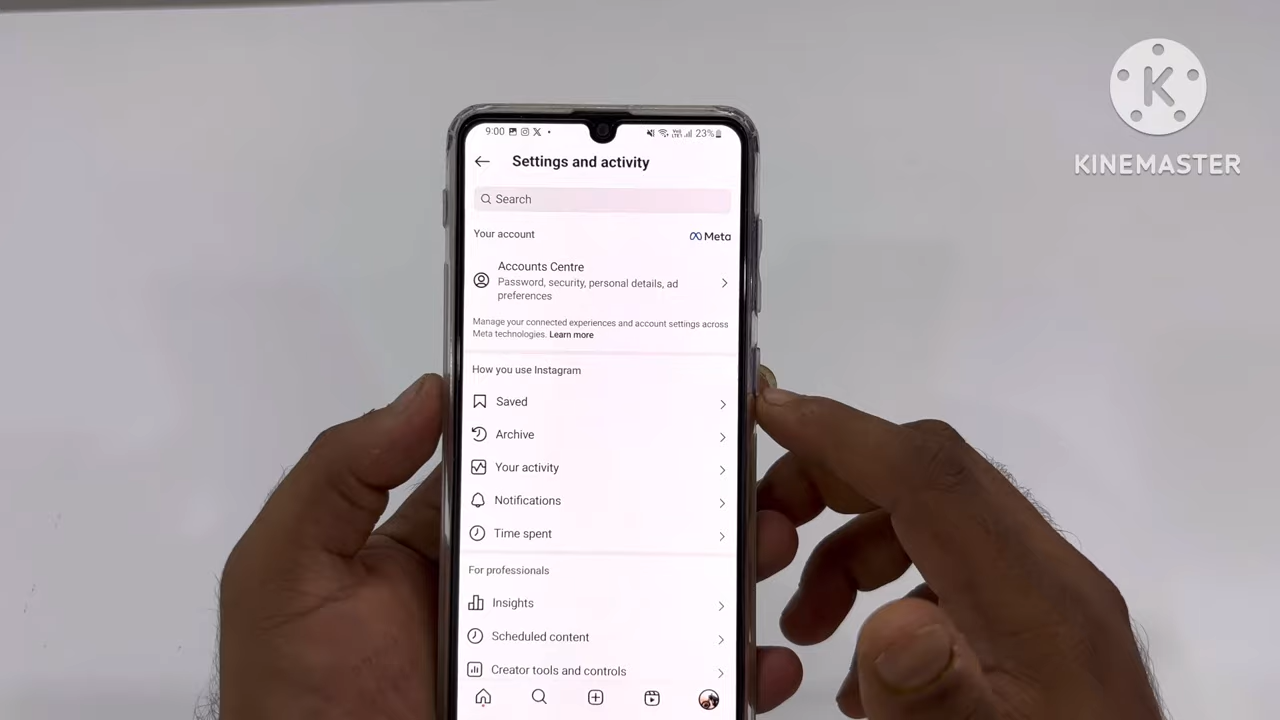 9:00
23%
Settings and activity
Search
Your account
Meta
Accounts Centre
Password, security, personal details, ad
preferences
Manage your connected experiences and account settings across
Meta technologies. Learn more
How you use Instagram
Saved
Archive
Your activity
Notifications
Time spent
For professionals
Insights
Scheduled content
Creator tools and controls
K
KINEMASTER